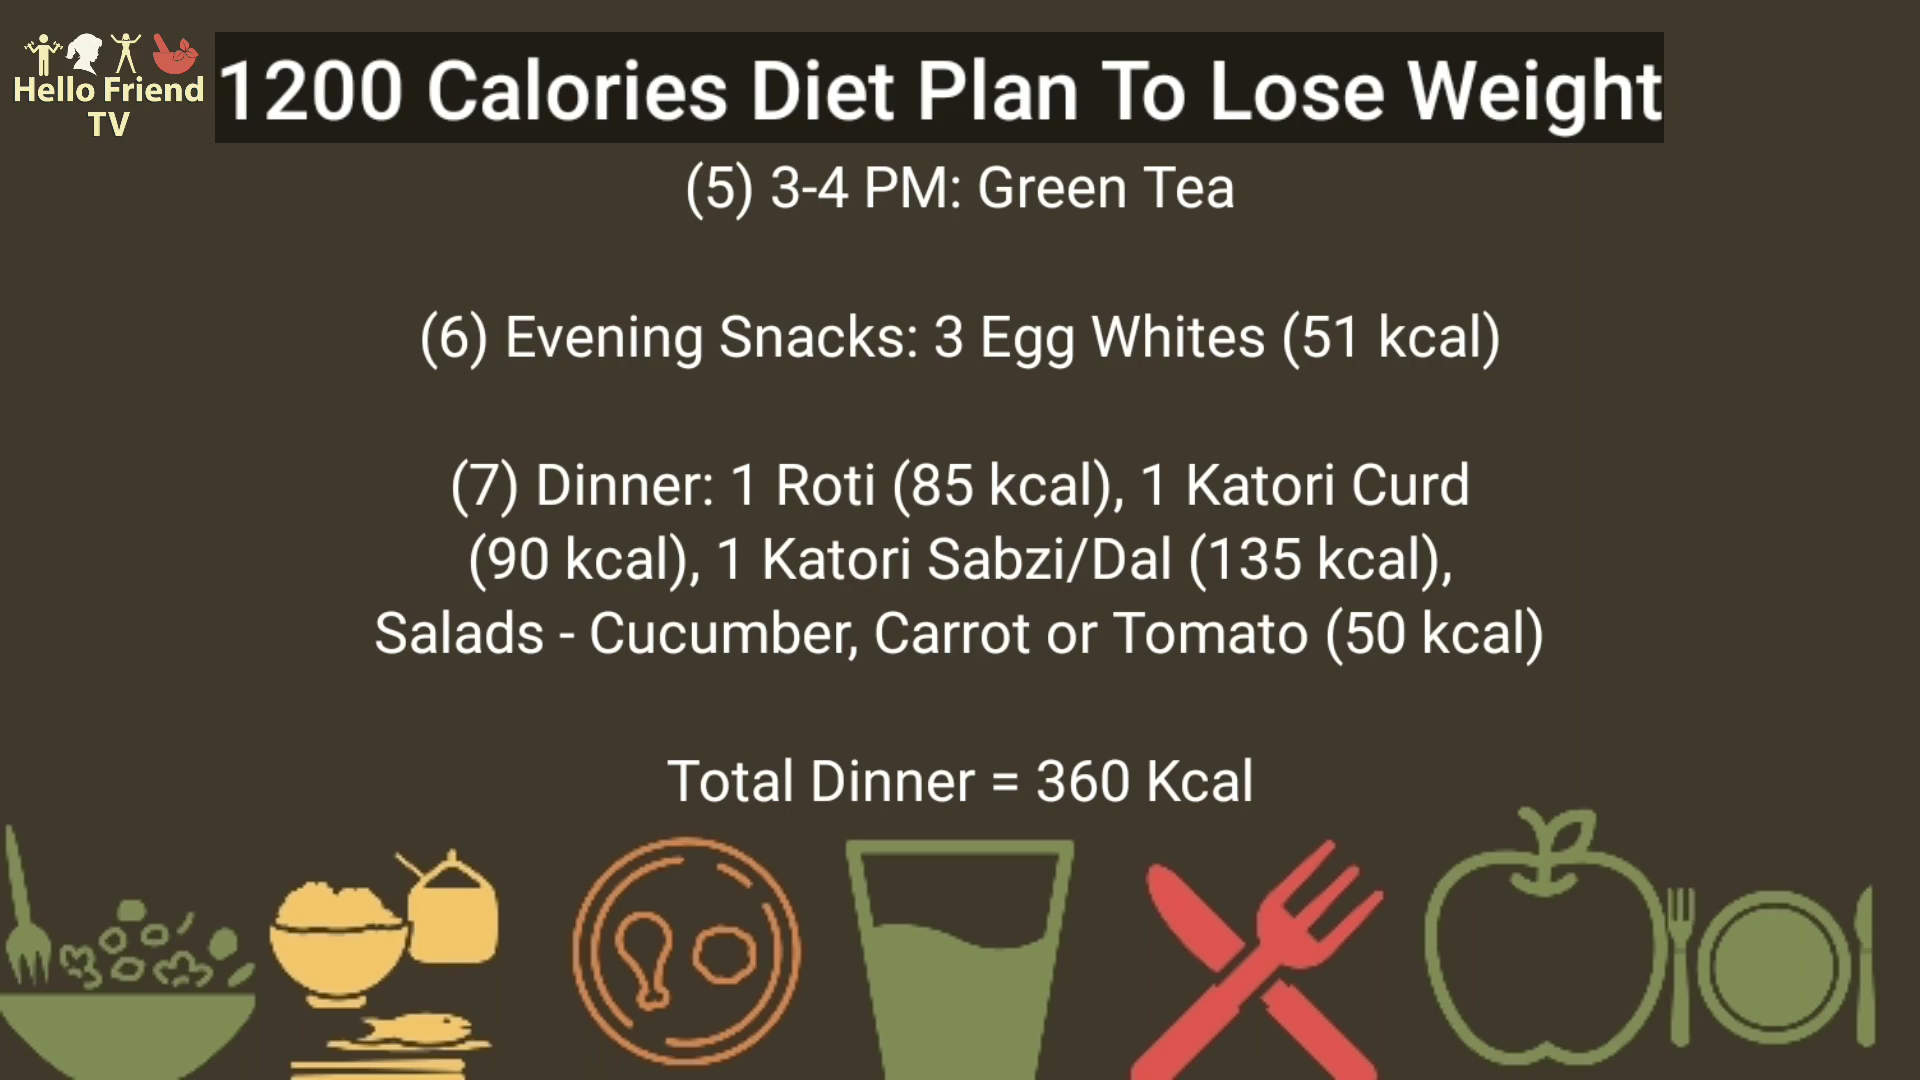 Hello Friend
TV
1200 Calories Diet Plan To Lose Weight
(5) 3-4 PM: Green Tea
(6) Evening Snacks: 3 Egg Whites (51 kcal)
(7) Dinner: 1 Roti (85 kcal), 1 Katori Curd
(90 kcal), 1 Katori Sabzi/Dal (135 kcal),
Salads - Cucumber, Carrot or Tomato (50 kcal)
Total Dinner = 360 Kcal